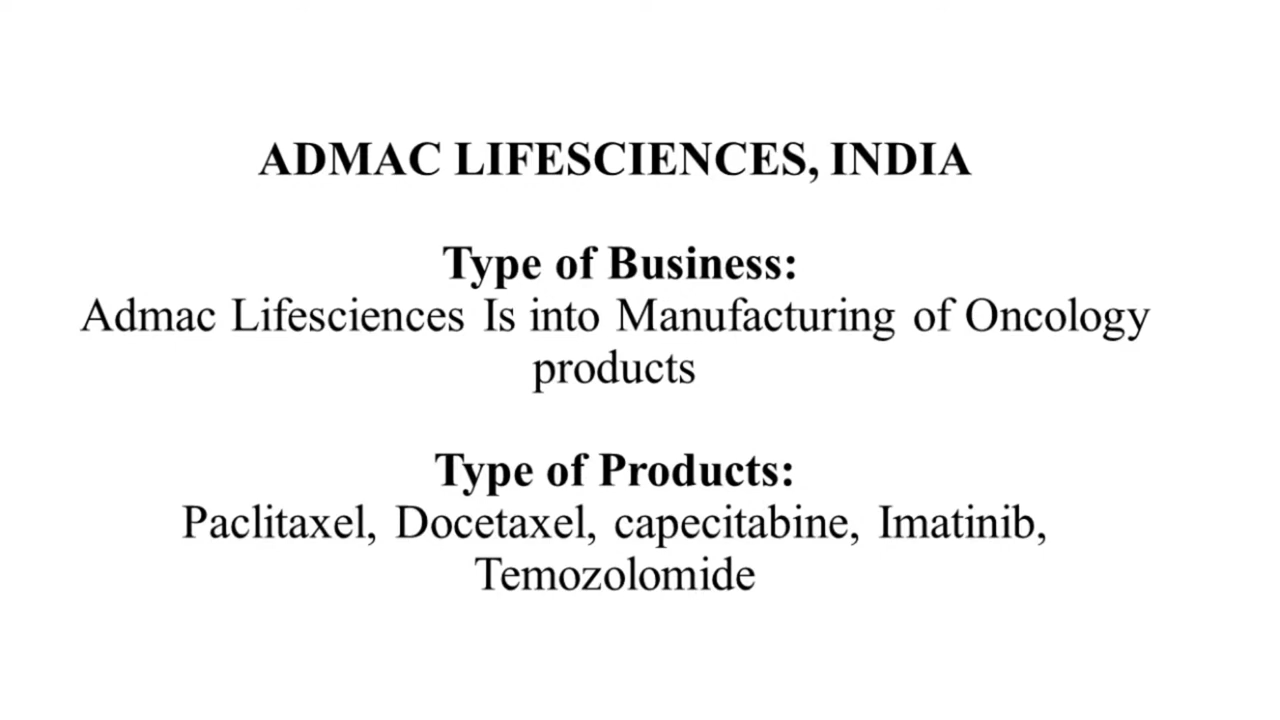 ADMAC LIFESCIENCES, INDIA
Type of Business:
Admac Lifesciences Is into Manufacturing of Oncology
products
Type of Products:
Paclitaxel, Docetaxel, capecitabine, Imatinib,
Temozolomide